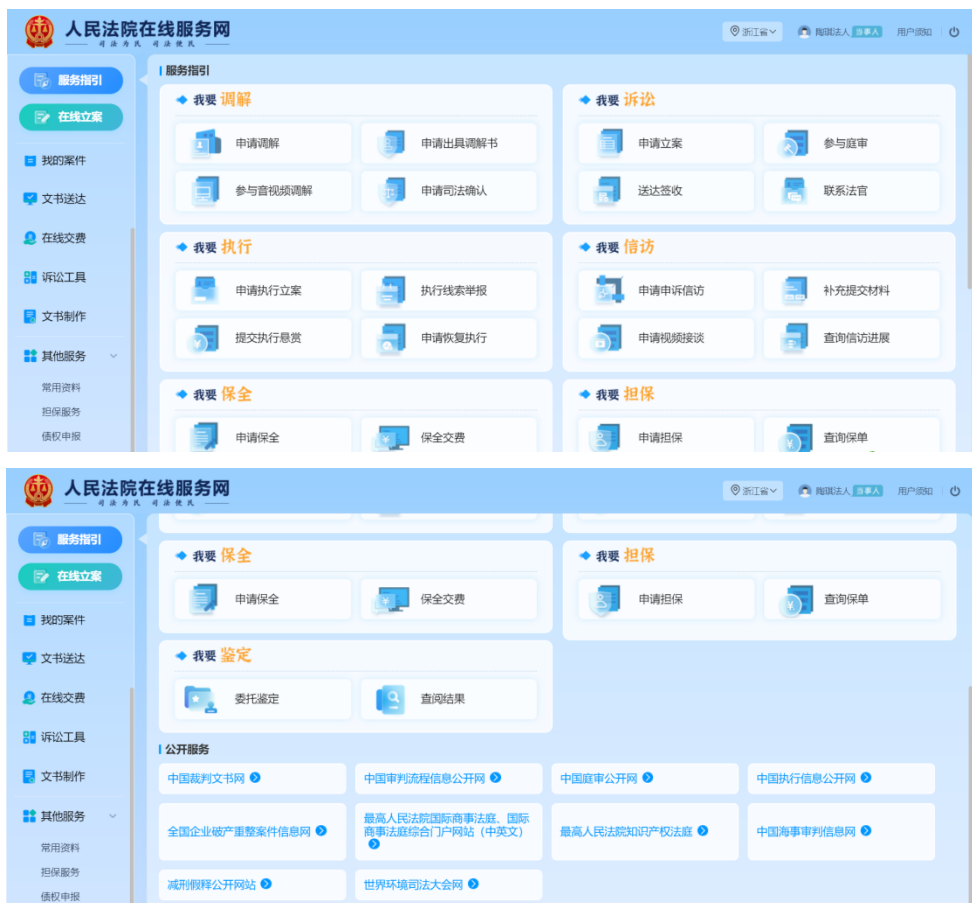 人民法院在线服务网
司法为民 司法便民
浙江省
陶琪法人 当事人
用户须知
服务指引
在线立案
我的案件
文书送达
在线交费
诉讼工具
文书制作
其他服务
常用资料
担保服务
债权申报
服务指引
我要 调解
申请调解
申请出具调解书
参与音视频调解
申请司法确认
我要 诉讼
申请立案
参与庭审
送达签收
联系法官
我要 执行
申请执行立案
执行线索举报
提交执行悬赏
申请恢复执行
我要 信访
申请申诉信访
补充提交材料
申请视频接谈
查询信访进展
我要 保全
申请保全
保全交费
我要 担保
申请担保
查询保单
人民法院在线服务网
司法为民 司法便民
浙江省
陶琪法人 当事人
用户须知
服务指引
在线立案
我的案件
文书送达
在线交费
诉讼工具
文书制作
其他服务
常用资料
担保服务
债权申报
我要 保全
申请保全
保全交费
我要 担保
申请担保
查询保单
我要 鉴定
委托鉴定
查阅结果
公开服务
中国裁判文书网
中国审判流程信息公开网
中国庭审公开网
中国执行信息公开网
全国企业破产重整案件信息网
最高人民法院国际商事法庭、国际
商事法庭综合门户网站（中英文）
最高人民法院知识产权法庭
中国海事审判信息网
减刑假释公开网站
世界环境司法大会网